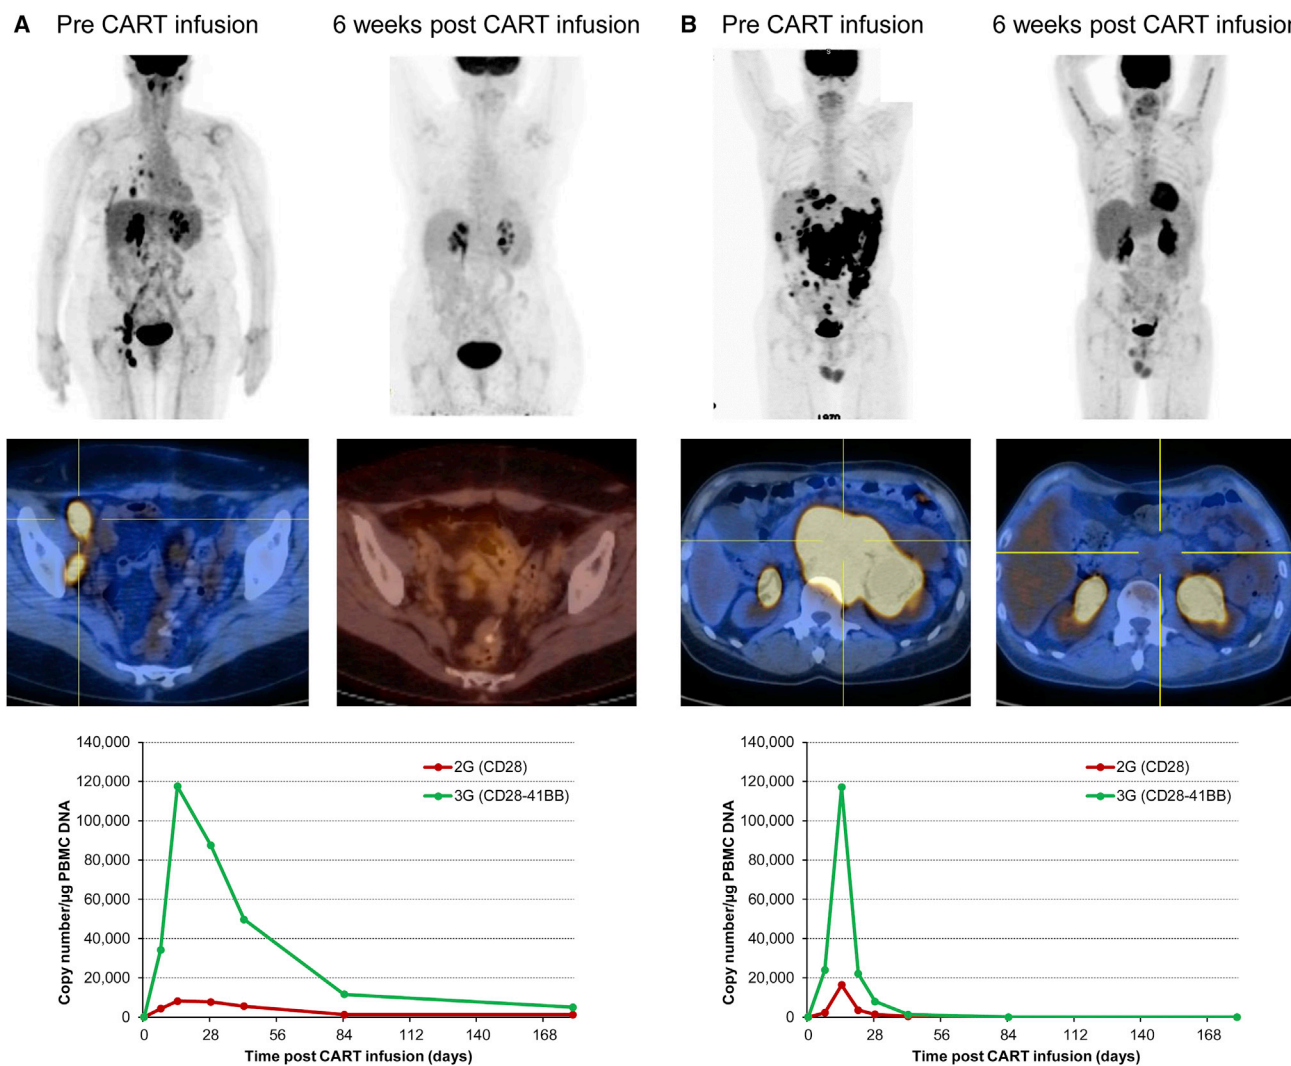 A Pre CART infusion 6 weeks post CART infusion B Pre CART infusion 6 weeks post CART infusion
140,000
120,000
100,000
80,000
60,000
40,000
20,000
0
Copy number/µg PBMC DNA
2G (CD28)
3G (CD28-41BB)
0 28 56 84 112 140 168
Time post CART infusion (days)
140,000
120,000
100,000
80,000
60,000
40,000
20,000
0
Copy number/µg PBMC DNA
2G (CD28)
3G (CD28-41BB)
0 28 56 84 112 140 168
Time post CART infusion (days)